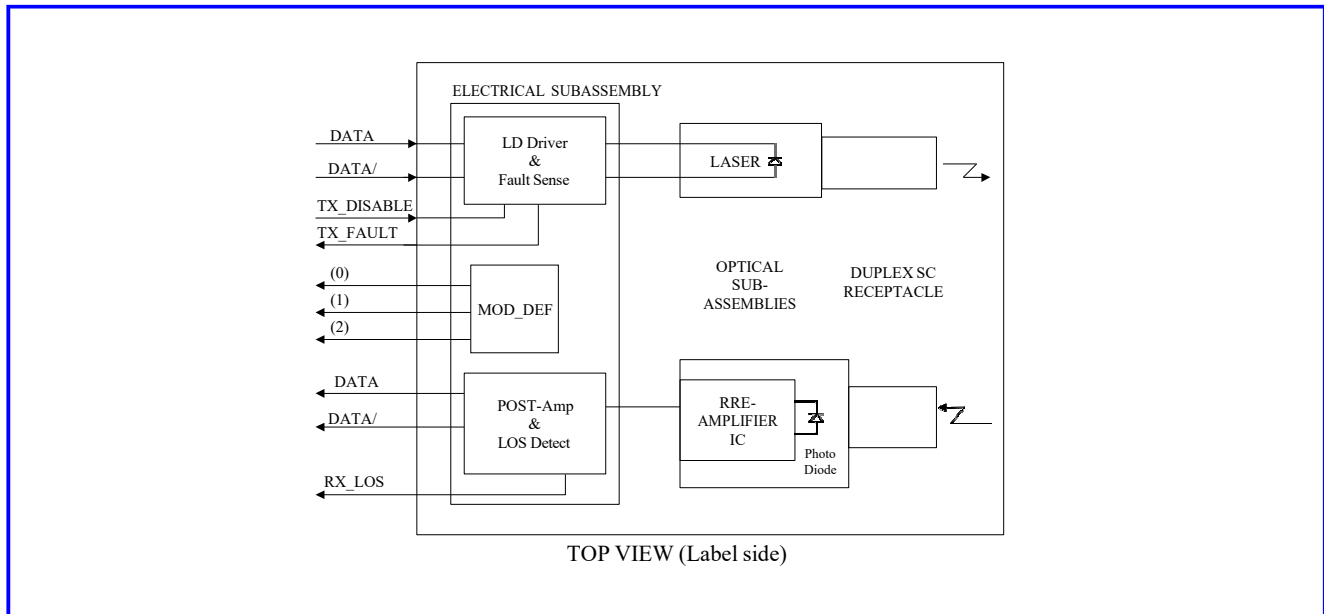 ELECTRICAL SUBASSEMBLY
DATA
DATA/
TX_DISABLE
TX_FAULT
LD Driver
&
Fault Sense
LASER
(0)
(1)
(2)
MOD_DEF
OPTICAL
SUB-
ASSEMBLIES
DUPLEX SC
RECEPTACLE
DATA
DATA/
RX_LOS
POST-Amp
&
LOS Detect
RRE-
AMPLIFIER
IC
Photo
Diode
TOP VIEW (Label side)